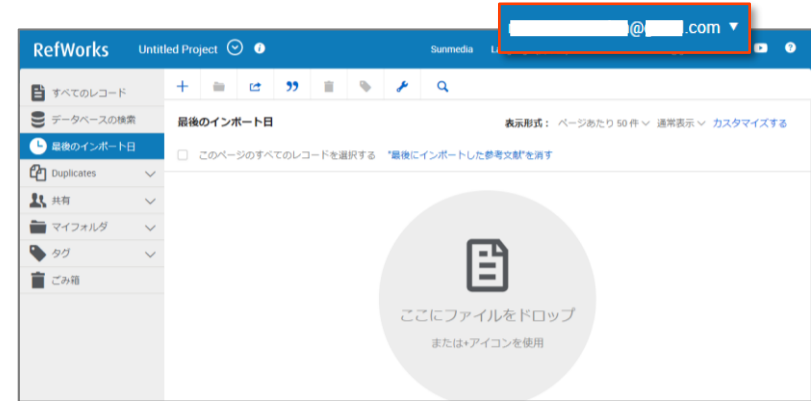 @
.com ▼
RefWorks Untitled Project Sunmedia
すべてのレコード
データベースの検索
最後のインポート日
Duplicates
共有
マイフォルダ
タグ
ごみ箱
最後のインポート日 表示形式： ページあたり 50 件 通常表示 カスタマイズする
このページのすべてのレコードを選択する "最後にインポートした参考文献"を消す
ここにファイルをドロップ
または+アイコンを使用